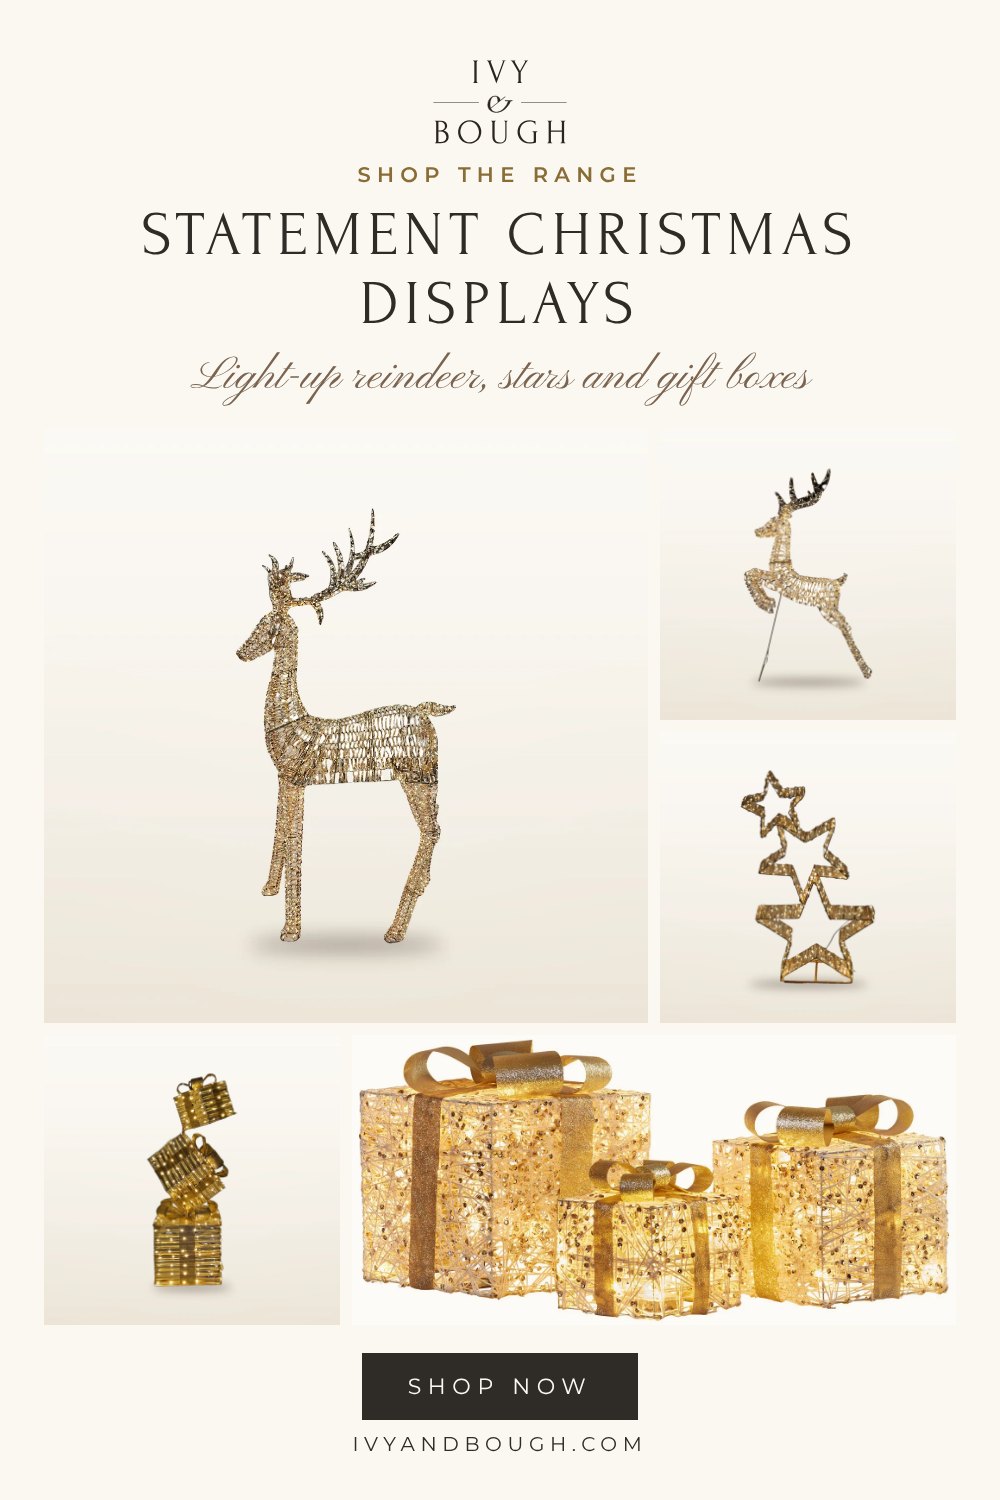 IVY
&
BOUGH
SHOP THE RANGE
STATEMENT CHRISTMAS
DISPLAYS
Light-up reindeer, stars and gift boxes
SHOP NOW
IVYANDBOUGH.COM